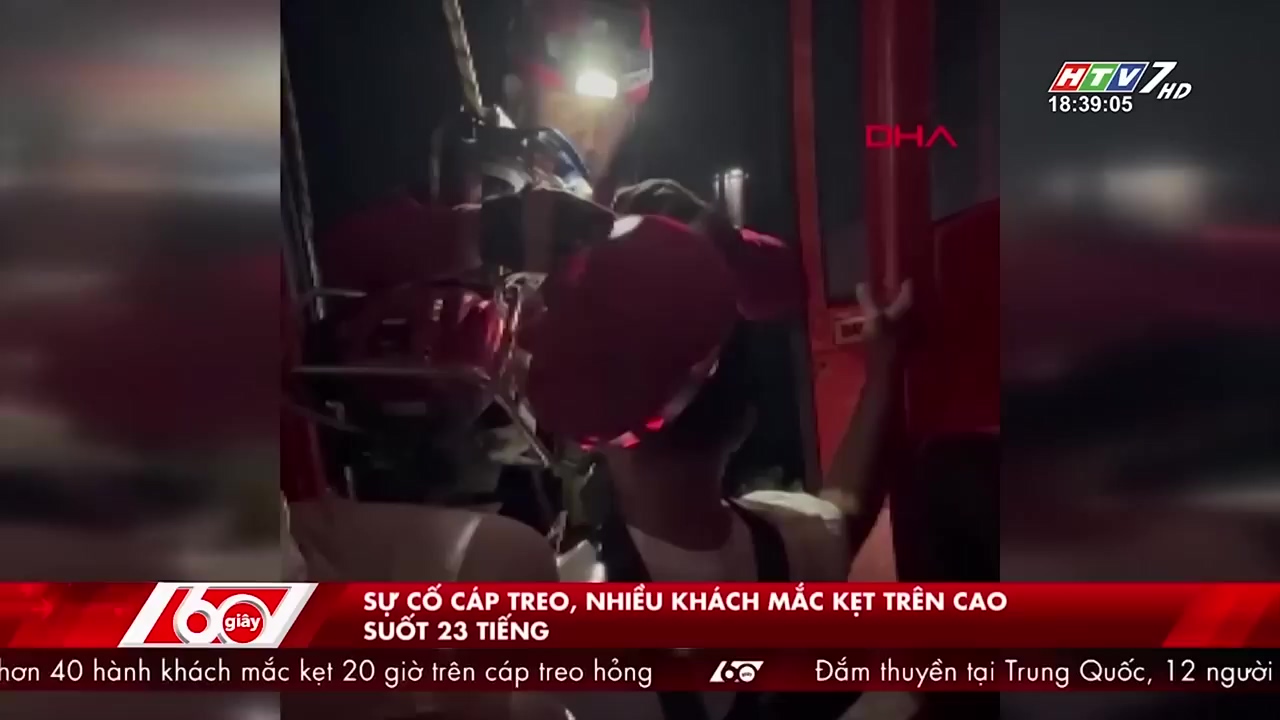 HTV7 HD
18:39:05
DHA
60 giây
SỰ CỐ CÁP TREO, NHIỀU KHÁCH MẮC KẸT TRÊN CAO
SUỐT 23 TIẾNG
hơn 40 hành khách mắc kẹt 20 giờ trên cáp treo hỏng 60 giây Đắm thuyền tại Trung Quốc, 12 người